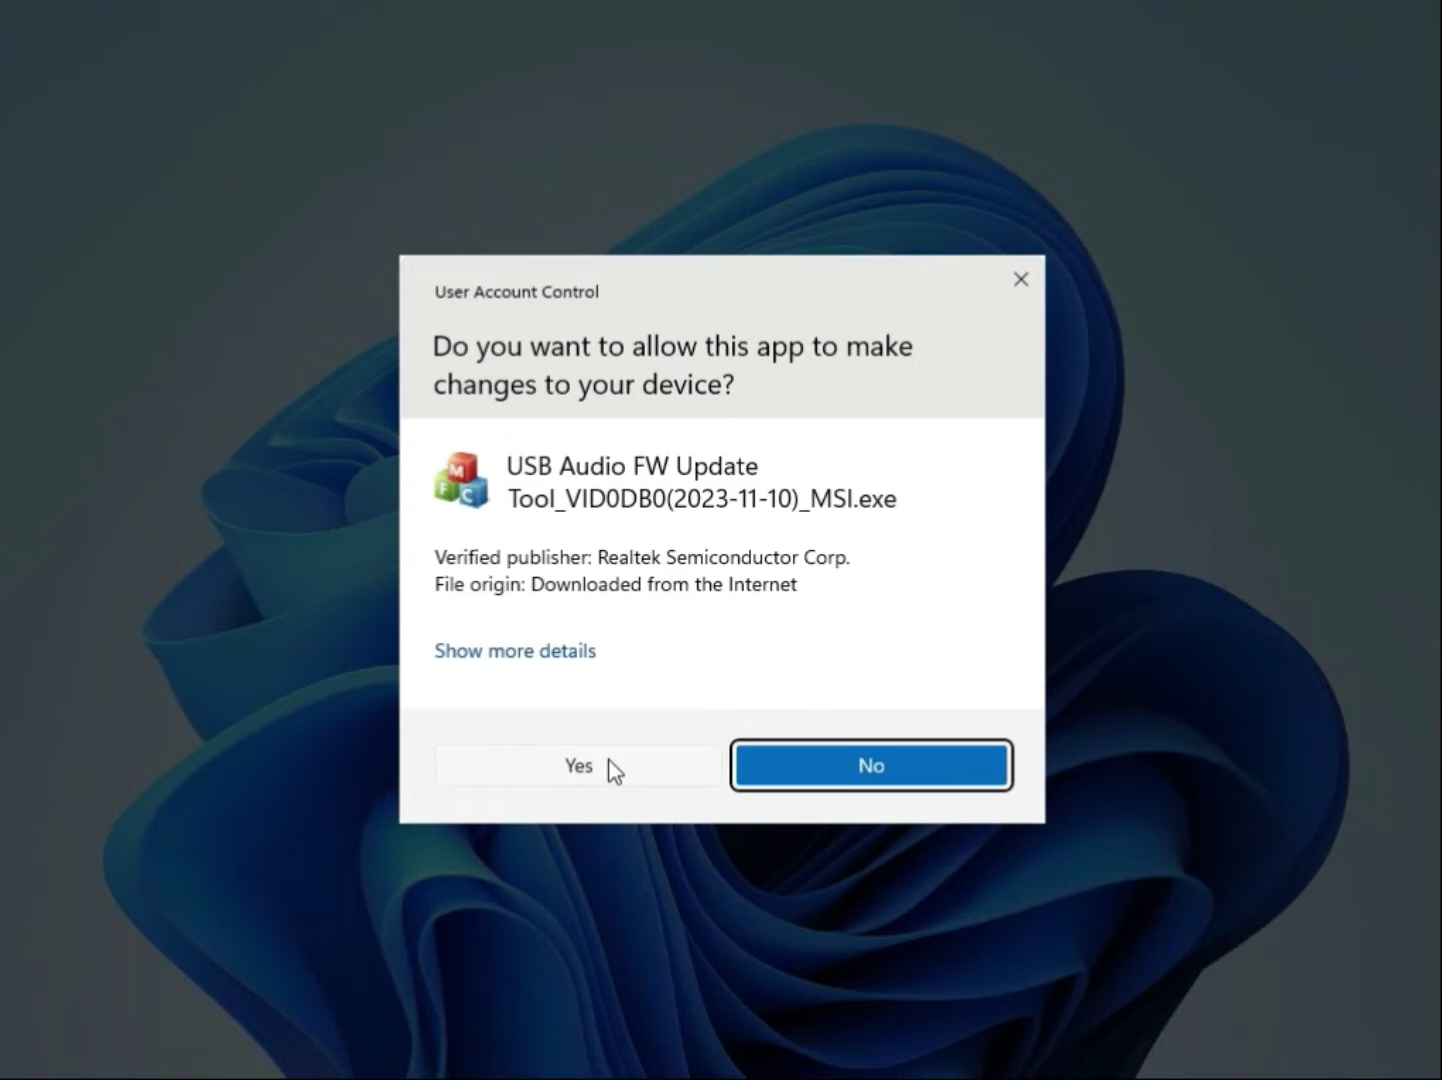 User Account Control
Do you want to allow this app to make
changes to your device?
M
F
C
USB Audio FW Update
Tool_VID0DB0(2023-11-10)_MSI.exe
Verified publisher: Realtek Semiconductor Corp.
File origin: Downloaded from the Internet
Show more details
Yes
No